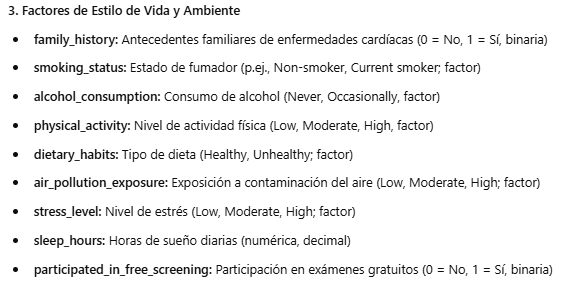 3. Factores de Estilo de Vida y Ambiente
• family_history: Antecedentes familiares de enfermedades cardíacas (0 = No, 1 = Sí, binaria)
• smoking_status: Estado de fumador (p.ej., Non-smoker, Current smoker; factor)
• alcohol_consumption: Consumo de alcohol (Never, Occasionally, factor)
• physical_activity: Nivel de actividad física (Low, Moderate, High, factor)
• dietary_habits: Tipo de dieta (Healthy, Unhealthy; factor)
• air_pollution_exposure: Exposición a contaminación del aire (Low, Moderate, High; factor)
• stress_level: Nivel de estrés (Low, Moderate, High; factor)
• sleep_hours: Horas de sueño diarias (numérica, decimal)
• participated_in_free_screening: Participación en exámenes gratuitos (0 = No, 1 = Sí, binaria)